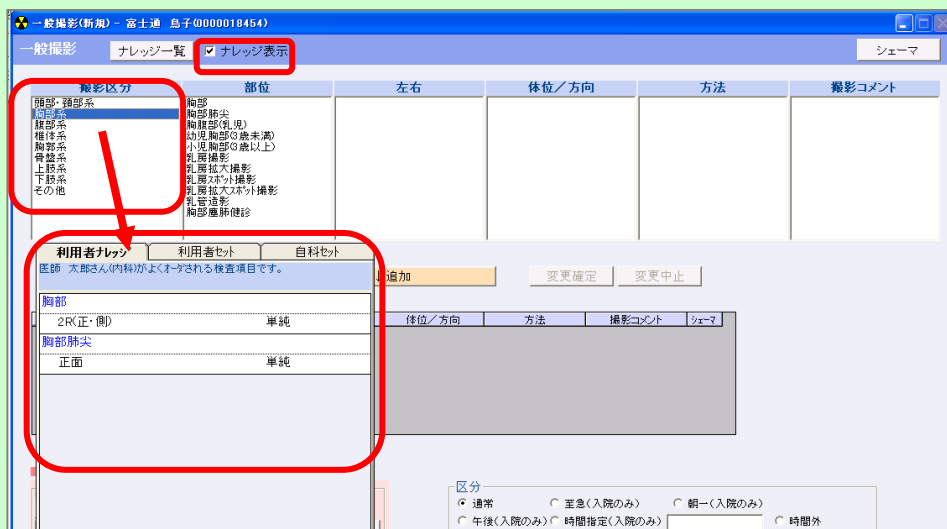 一般撮影(新規) - 富士通 島子(0000018454)
一般撮影 ナレッジ一覧 ナレッジ表示 シェーマ
撮影区分 部位 左右 体位／方向 方法 撮影コメント
頭部・頚部系
胸部系
腹部系
椎体系
胸郭系
骨盤系
上肢系
下肢系
その他
胸部
胸部肺尖
胸腹部(乳児)
幼児胸部(3歳未満)
小児胸部(3歳以上)
乳房撮影
乳房拡大撮影
乳房スポット撮影
乳房拡大スポット撮影
乳管造影
胸部塵肺健診
利用者ナレッジ 利用者セット 自科セット
医師 太郎さん(内科)がよくオーダされる検査項目です。
胸部
2R(正・側) 単純
胸部肺尖
正面 単純
↓追加 変更確定 変更中止
体位／方向 方法 撮影コメント シェーマ
区分
通常 至急(入院のみ) 朝一(入院のみ)
午後(入院のみ) 時間指定(入院のみ) 時間外